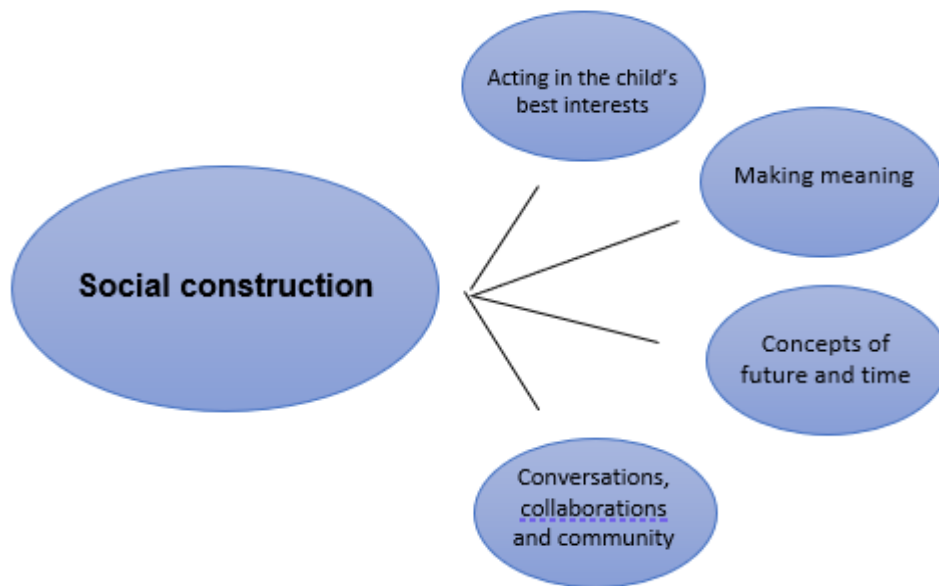 Acting in the child’s
best interests
Making meaning
Social construction
Concepts of
future and time
Conversations,
collaborations
and community